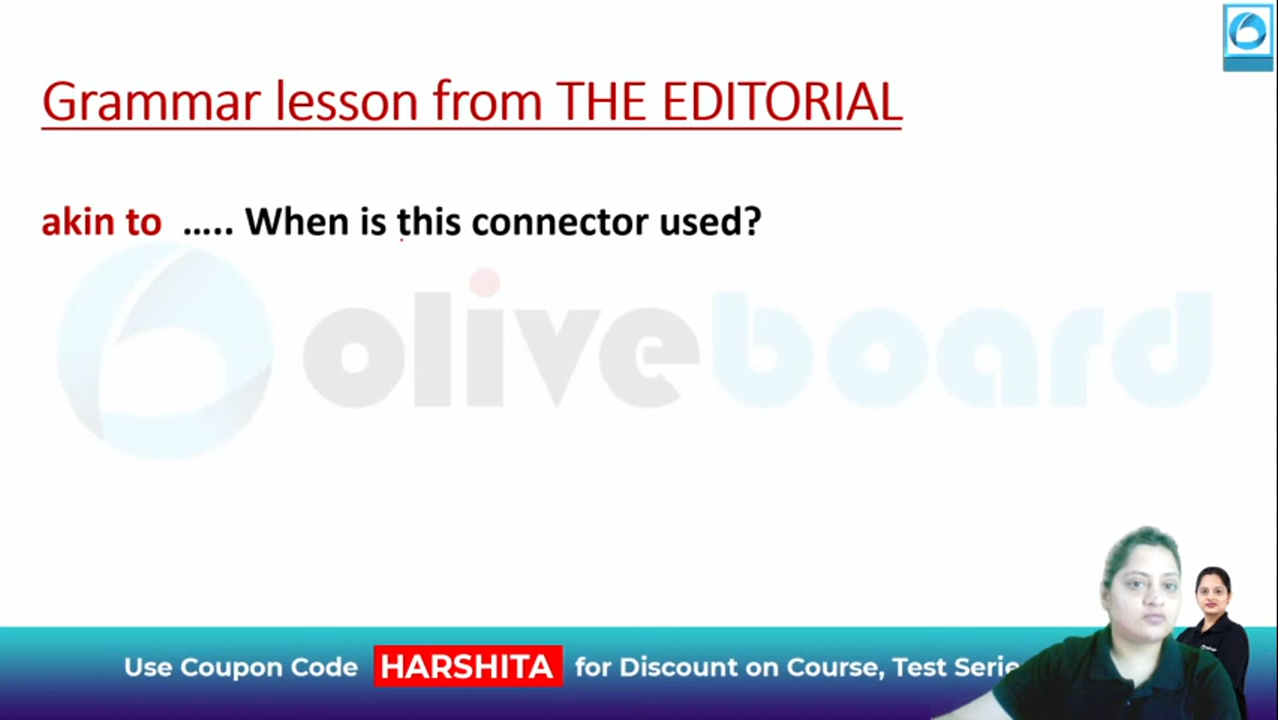 Grammar lesson from THE EDITORIAL
akin to ..... When is this connector used?
oliveboard
Use Coupon Code HARSHITA for Discount on Course, Test Serie